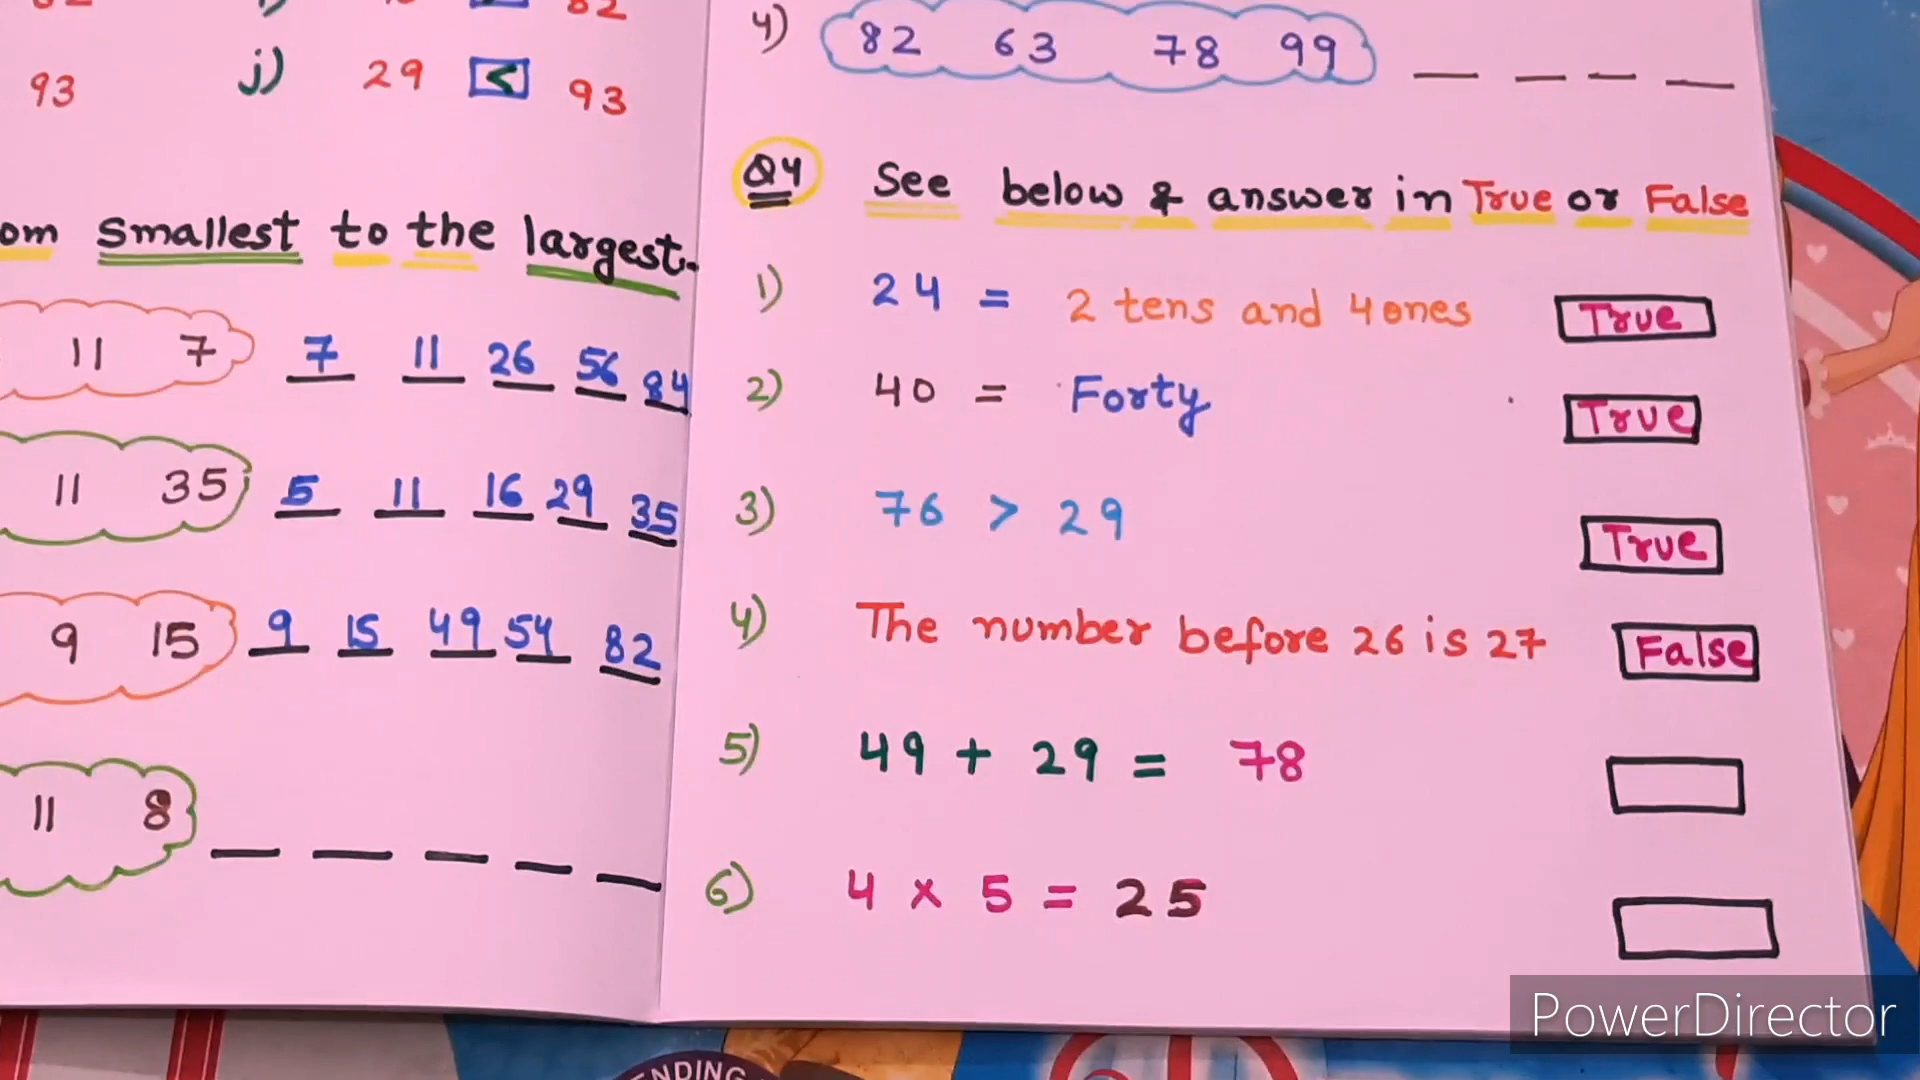 93
j) 29 < 93
82
om Smallest to the largest.
11 7 7 11 26 56 84
11 35 5 11 16 29 35
9 15 9 15 49 54 82
11 8
4) 82 63 78 99
Q4 See below & answer in True or False
1) 24 = 2 tens and 4 ones True
2) 40 = Forty True
3) 76 > 29 True
4) The number before 26 is 27 False
5) 49 + 29 = 78
6) 4 × 5 = 25
PowerDirector
ENDING